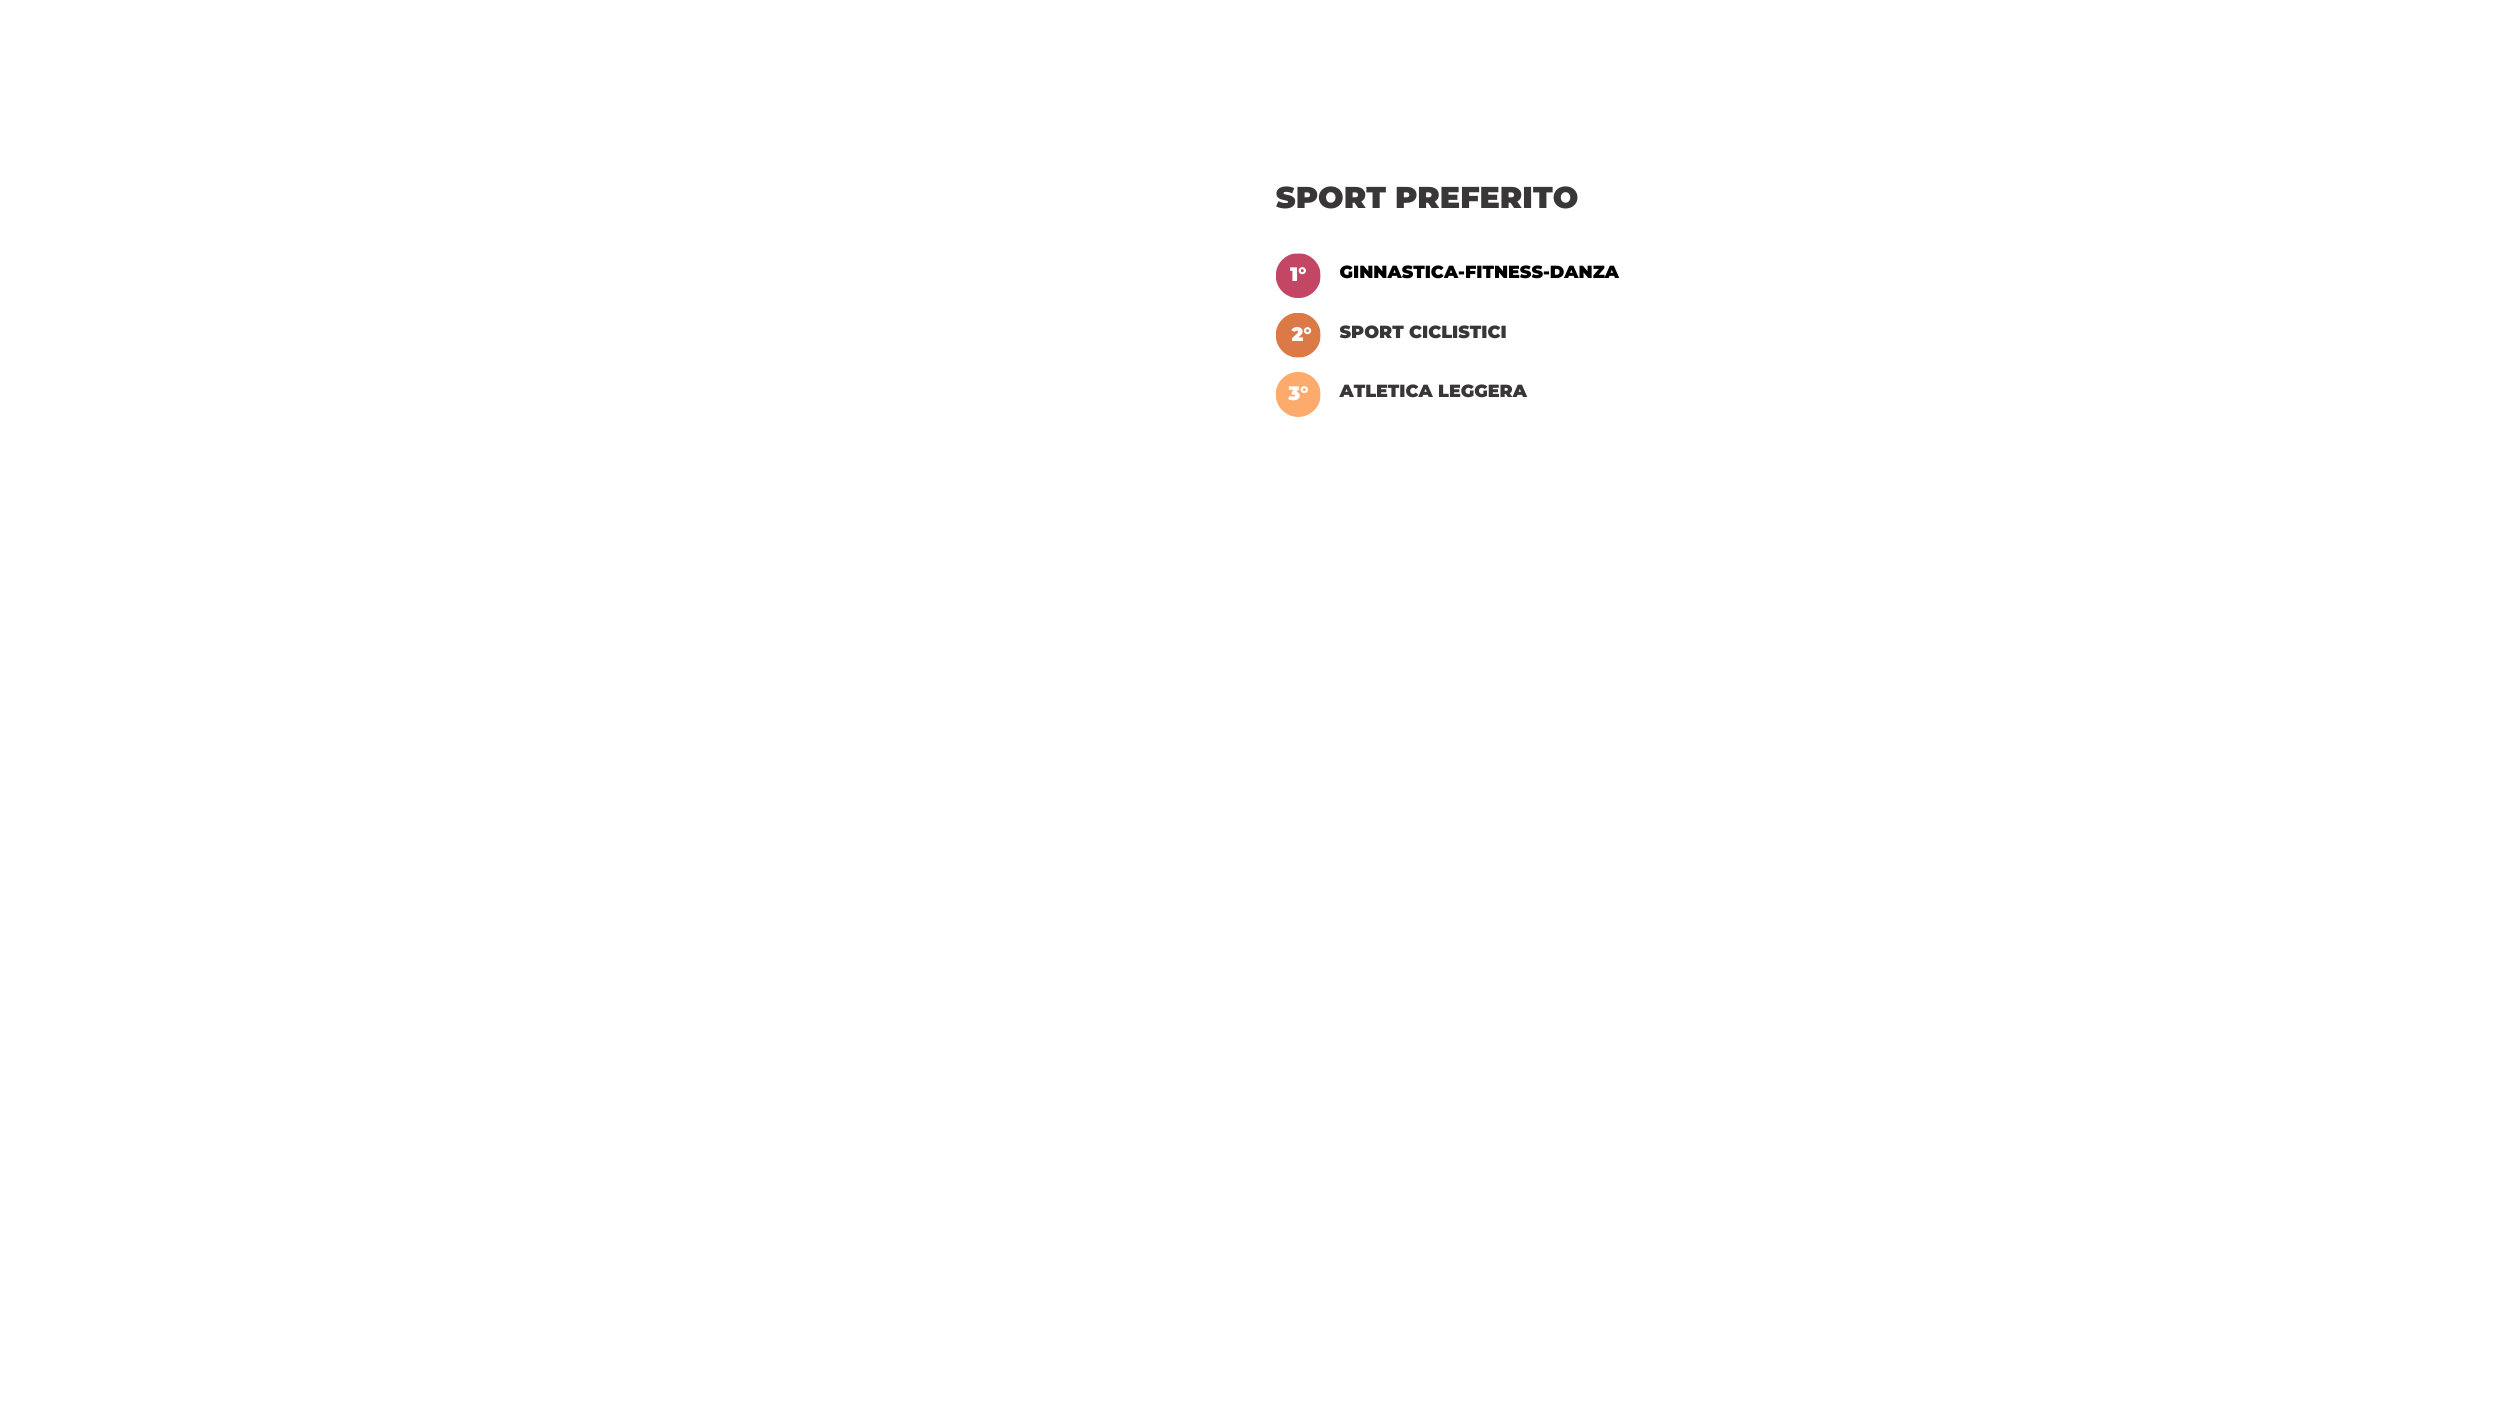 SPORT PREFERITO
1° GINNASTICA-FITNESS-DANZA
2° SPORT CICLISTICI
3° ATLETICA LEGGERA